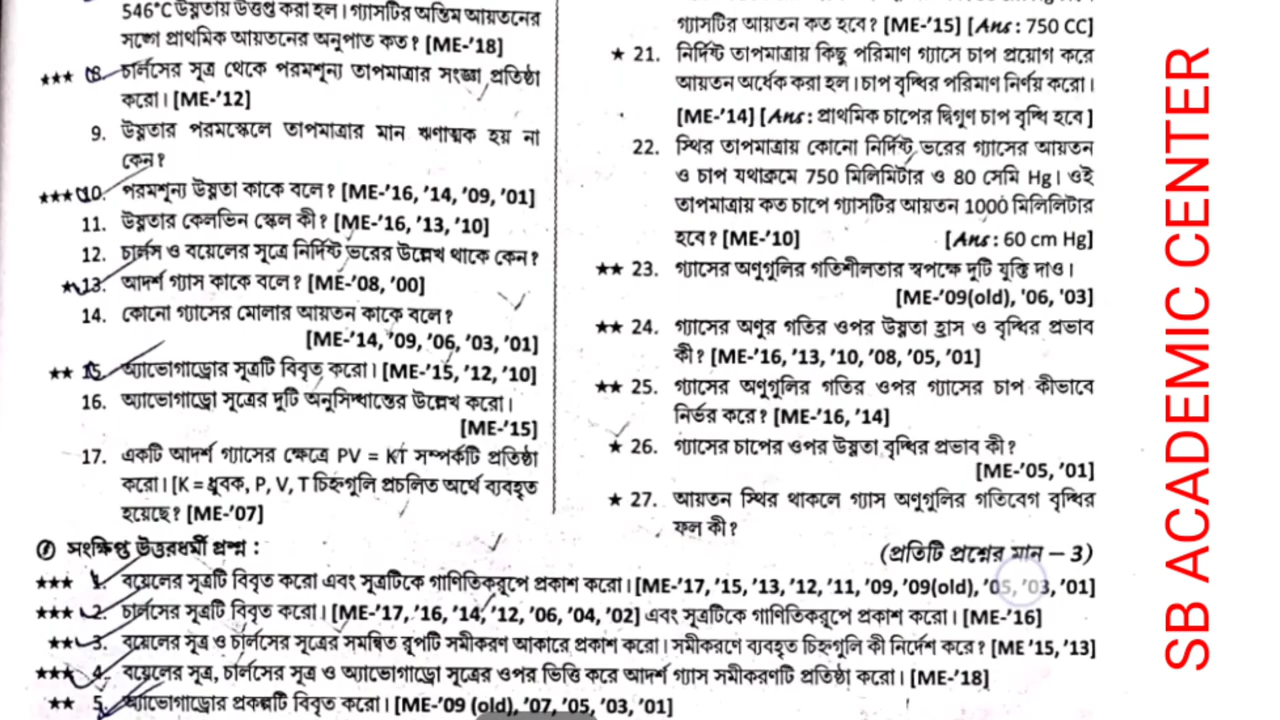 546°C উষ্ণতায় উত্তপ্ত করা হল। গ্যাসটির অন্তিম আয়তনের
সঙ্গে প্রাথমিক আয়তনের অনুপাত কত? [ME-'18]
★★★ 8. চার্লসের সূত্র থেকে পরমশূন্য তাপমাত্রার সংজ্ঞা প্রতিষ্ঠা
করো। [ME-'12]
9. উষ্ণতার পরমস্কেলে তাপমাত্রার মান ঋণাত্মক হয় না
কেন?
★★★ 10. পরমশূন্য উষ্ণতা কাকে বলে? [ME-'16, '14, '09, '01]
11. উষ্ণতার কেলভিন স্কেল কী? [ME-'16, '13, '10]
12. চার্লস ও বয়েলের সূত্রে নির্দিষ্ট ভরের উল্লেখ থাকে কেন?
★ 13. আদর্শ গ্যাস কাকে বলে? [ME-'08, '00]
14. কোনো গ্যাসের মোলার আয়তন কাকে বলে?
[ME-'14, '09, '06, '03, '01]
★★ 15. অ্যাভোগাড্রোর সূত্রটি বিবৃত করো। [ME-'15, '12, '10]
16. অ্যাভোগাড্রো সূত্রের দুটি অনুসিদ্ধান্তের উল্লেখ করো।
[ME-'15]
17. একটি আদর্শ গ্যাসের ক্ষেত্রে PV = KT সম্পর্কটি প্রতিষ্ঠা
করো। [K = ধ্রুবক, P, V, T চিহ্নগুলি প্রচলিত অর্থে ব্যবহৃত
হয়েছে? [ME-'07]
গ্যাসটির আয়তন কত হবে? [ME-'15] [Ans : 750 CC]
★ 21. নির্দিষ্ট তাপমাত্রায় কিছু পরিমাণ গ্যাসে চাপ প্রয়োগ করে
আয়তন অর্ধেক করা হল। চাপ বৃদ্ধির পরিমাণ নির্ণয় করো।
[ME-'14] [Ans : প্রাথমিক চাপের দ্বিগুণ চাপ বৃদ্ধি হবে]
22. স্থির তাপমাত্রায় কোনো নির্দিষ্ট ভরের গ্যাসের আয়তন
ও চাপ যথাক্রমে 750 মিলিমিটার ও 80 সেমি Hg। ওই
তাপমাত্রায় কত চাপে গ্যাসটির আয়তন 1000 মিলিলিটার
হবে? [ME-'10] [Ans : 60 cm Hg]
★★ 23. গ্যাসের অণুগুলির গতিশীলতার স্বপক্ষে দুটি যুক্তি দাও।
[ME-'09(old), '06, '03]
★★ 24. গ্যাসের অণুর গতির ওপর উষ্ণতা হ্রাস ও বৃদ্ধির প্রভাব
কী? [ME-'16, '13, '10, '08, '05, '01]
★★ 25. গ্যাসের অণুগুলির গতির ওপর গ্যাসের চাপ কীভাবে
নির্ভর করে? [ME-'16, '14]
★ 26. গ্যাসের চাপের ওপর উষ্ণতা বৃদ্ধির প্রভাব কী?
[ME-'05, '01]
★ 27. আয়তন স্থির থাকলে গ্যাস অণুগুলির গতিবেগ বৃদ্ধির
ফল কী?
সংক্ষিপ্ত উত্তরধর্মী প্রশ্ন : (প্রতিটি প্রশ্নের মান – 3)
★★★ 1. বয়েলের সূত্রটি বিবৃত করো এবং সূত্রটিকে গাণিতিকরূপে প্রকাশ করো। [ME-'17, '15, '13, '12, '11, '09, '09(old), '05, '03, '01]
★★★ 2. চার্লসের সূত্রটি বিবৃত করো। [ME-'17, '16, '14, '12, '06, '04, '02] এবং সূত্রটিকে গাণিতিকরূপে প্রকাশ করো। [ME-'16]
★★ 3. বয়েলের সূত্র ও চার্লসের সূত্রের সমন্বিত রূপটি সমীকরণ আকারে প্রকাশ করো। সমীকরণে ব্যবহৃত চিহ্নগুলি কী নির্দেশ করে? [ME '15, '13]
★★★ 4. বয়েলের সূত্র, চার্লসের সূত্র ও অ্যাভোগাড্রো সূত্রের ওপর ভিত্তি করে আদর্শ গ্যাস সমীকরণটি প্রতিষ্ঠা করো। [ME-'18]
★★ 5. অ্যাভোগাড্রোর প্রকল্পটি বিবৃত করো। [ME-'09 (old), '07, '05, '03, '01]
SB ACADEMIC CENTER